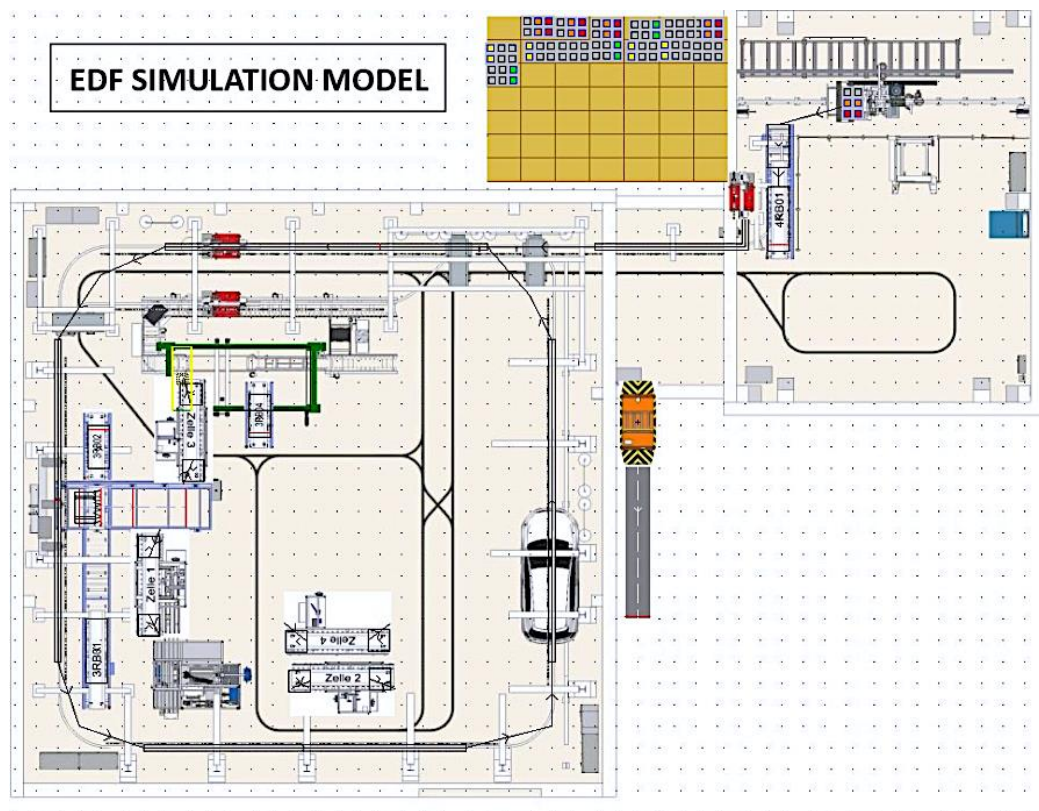 EDF SIMULATION MODEL
4RB01
3RB04
Zelle 3
3RB02
Zelle 1
3RB01
Zelle 4
Zelle 2